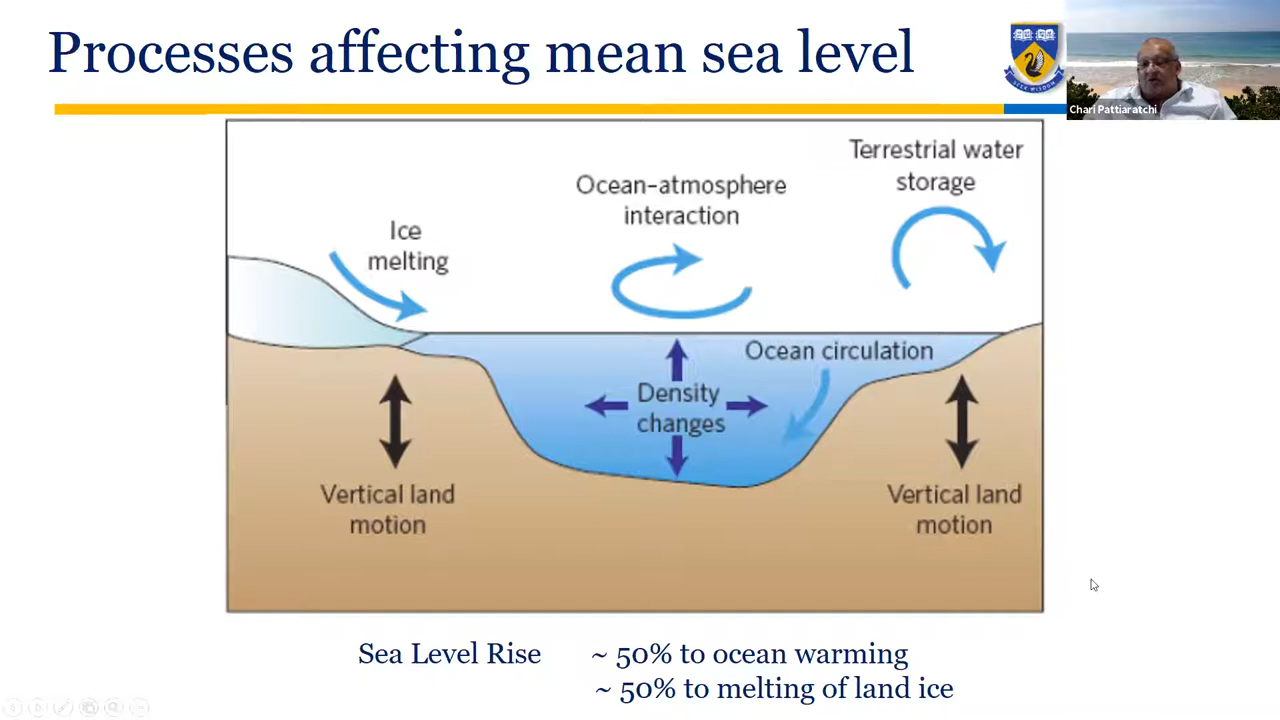 Processes affecting mean sea level
Chari Pattiaratchi
Terrestrial water
storage
Ocean-atmosphere
interaction
Ice
melting
Ocean circulation
Density
changes
Vertical land
motion
Vertical land
motion
Sea Level Rise ~ 50% to ocean warming
~ 50% to melting of land ice